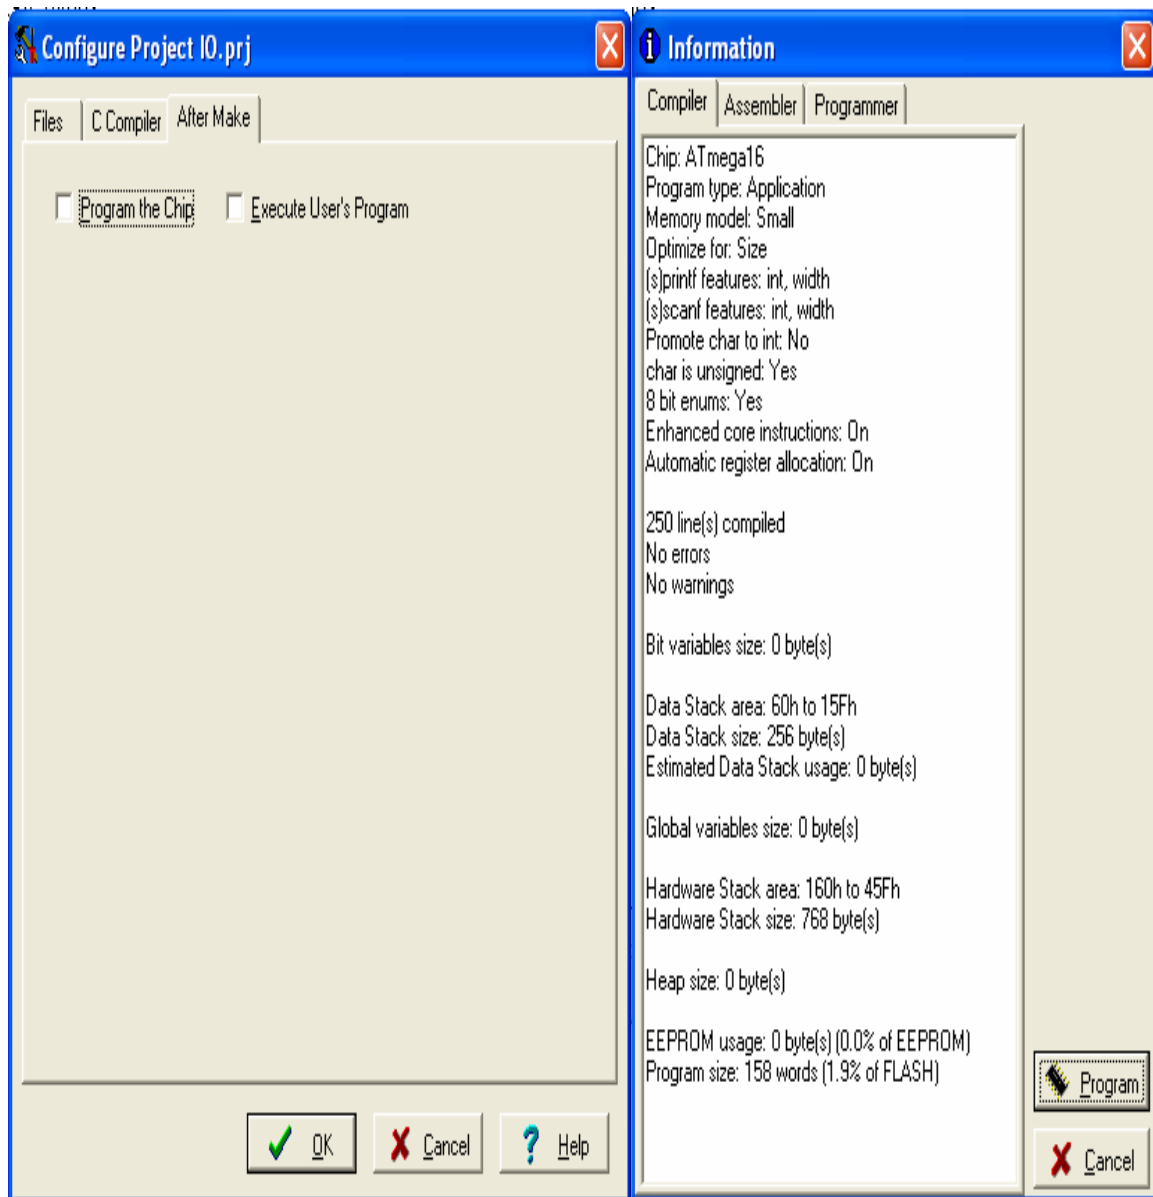 Configure Project IO.prj
Files C Compiler After Make
Program the Chip Execute User's Program
OK Cancel Help
Information
Compiler Assembler Programmer
Chip: ATmega16
Program type: Application
Memory model: Small
Optimize for: Size
(s)printf features: int, width
(s)scanf features: int, width
Promote char to int: No
char is unsigned: Yes
8 bit enums: Yes
Enhanced core instructions: On
Automatic register allocation: On
250 line(s) compiled
No errors
No warnings
Bit variables size: 0 byte(s)
Data Stack area: 60h to 15Fh
Data Stack size: 256 byte(s)
Estimated Data Stack usage: 0 byte(s)
Global variables size: 0 byte(s)
Hardware Stack area: 160h to 45Fh
Hardware Stack size: 768 byte(s)
Heap size: 0 byte(s)
EEPROM usage: 0 byte(s) (0.0% of EEPROM)
Program size: 158 words (1.9% of FLASH)
Program
Cancel